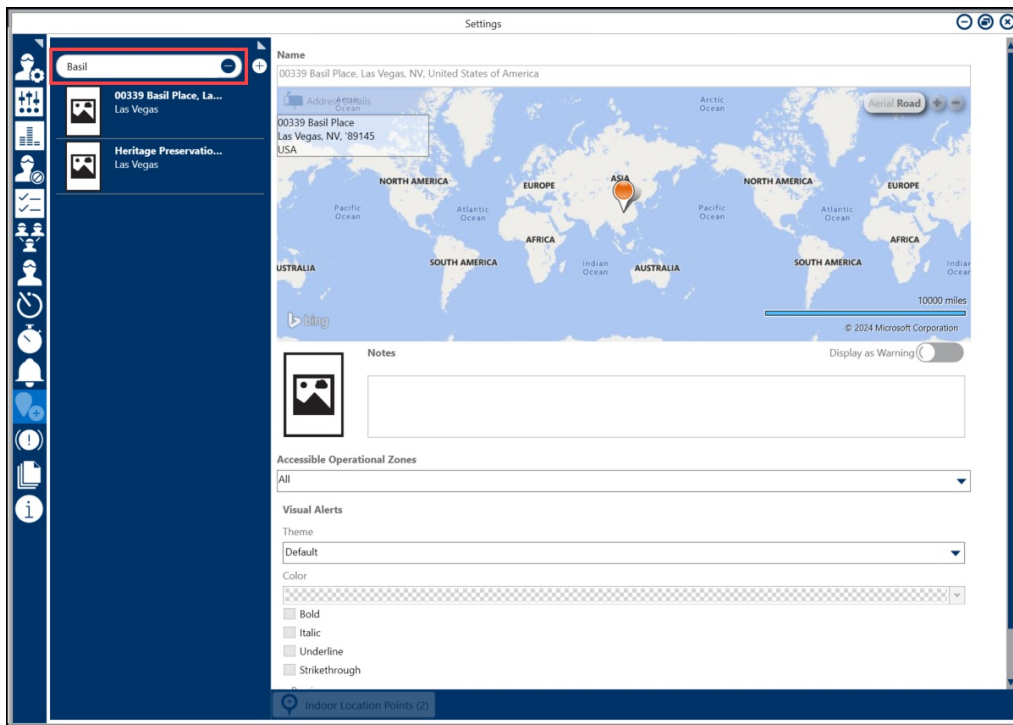 Settings
Basil
00339 Basil Place, La...
Las Vegas
Heritage Preservatio...
Las Vegas
Name
00339 Basil Place, Las Vegas, NV, United States of America
Address Details
00339 Basil Place
Las Vegas, NV, '89145
USA
Arctic
Ocean
Aerial Road
NORTH AMERICA
EUROPE
ASIA
NORTH AMERICA
EUROPE
Pacific
Ocean
Atlantic
Ocean
Pacific
Ocean
Atlantic
Ocean
AFRICA
AFRICA
USTRALIA
SOUTH AMERICA
Indian
Ocean
AUSTRALIA
SOUTH AMERICA
Indian
Ocean
10000 miles
bing
© 2024 Microsoft Corporation
Notes
Display as Warning
Accessible Operational Zones
All
Visual Alerts
Theme
Default
Color
Bold
Italic
Underline
Strikethrough
Indoor Location Points (2)